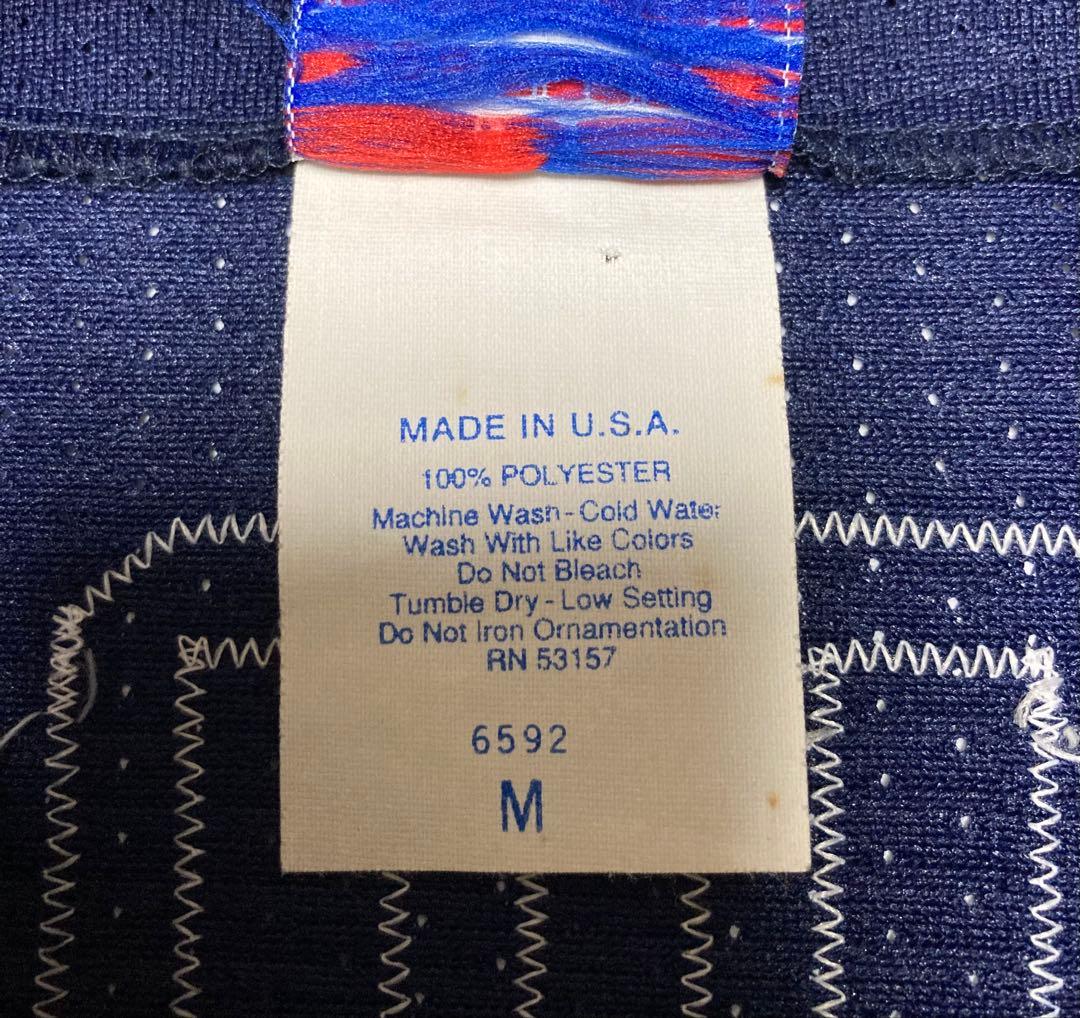 MADE IN U.S.A.
100% POLYESTER
Machine Wash - Cold Water
Wash With Like Colors
Do Not Bleach
Tumble Dry - Low Setting
Do Not Iron Ornamentation
RN 53157
6592
M